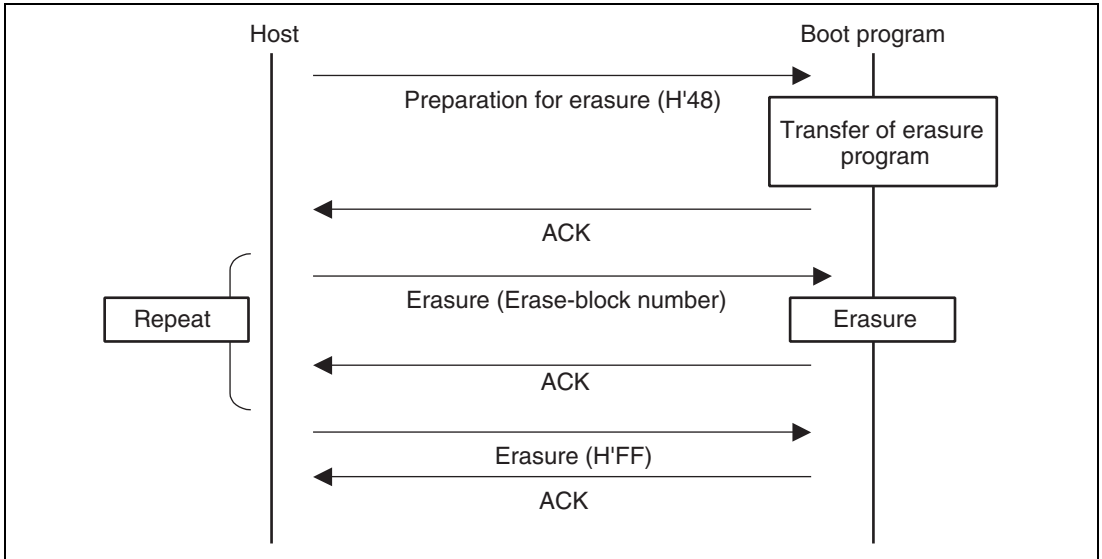 Host
Boot program
Preparation for erasure (H'48)
Transfer of erasure
program
ACK
Erasure (Erase-block number)
Repeat
Erasure
ACK
Erasure (H'FF)
ACK